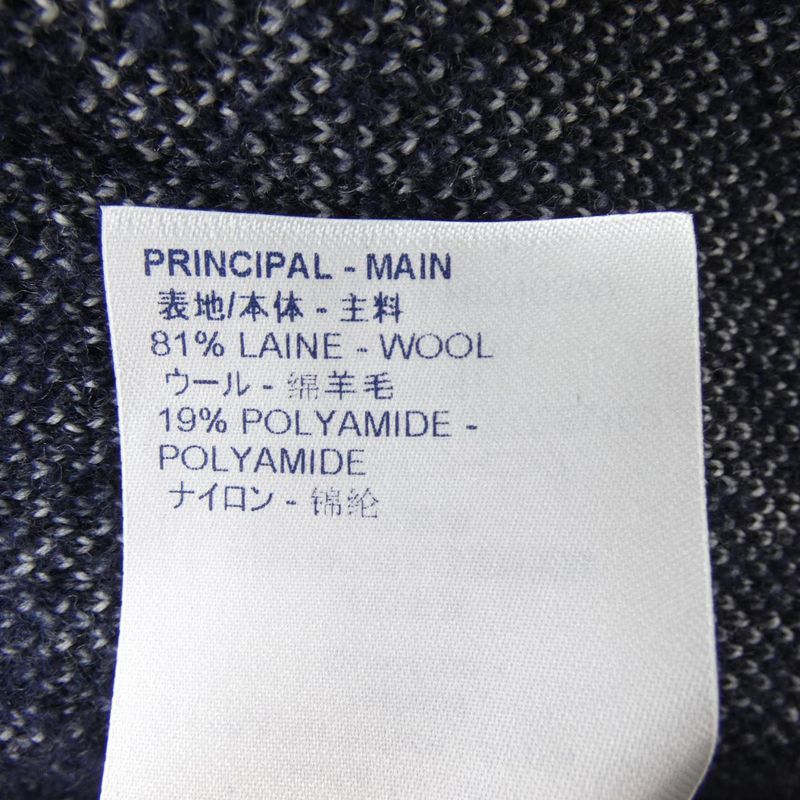 PRINCIPAL - MAIN
表地/本体 - 主料
81% LAINE - WOOL
ウール - 绵羊毛
19% POLYAMIDE -
POLYAMIDE
ナイロン - 锦纶